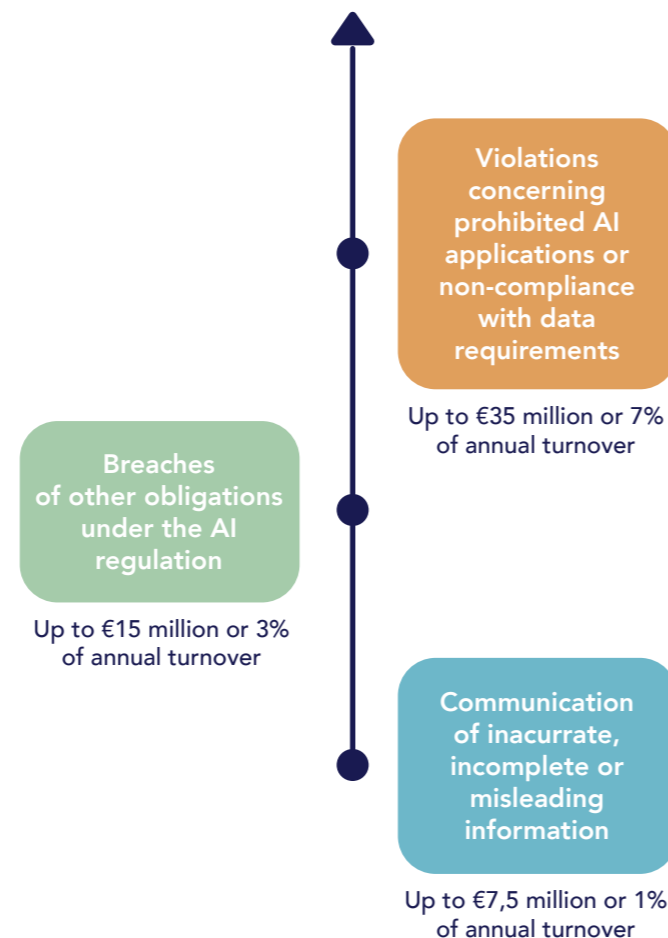 Violations
concerning
prohibited AI
applications or
non-compliance
with data
requirements
Up to €35 million or 7%
of annual turnover
Breaches
of other obligations
under the AI
regulation
Up to €15 million or 3%
of annual turnover
Communication
of inacurrate,
incomplete or
misleading
information
Up to €7,5 million or 1%
of annual turnover